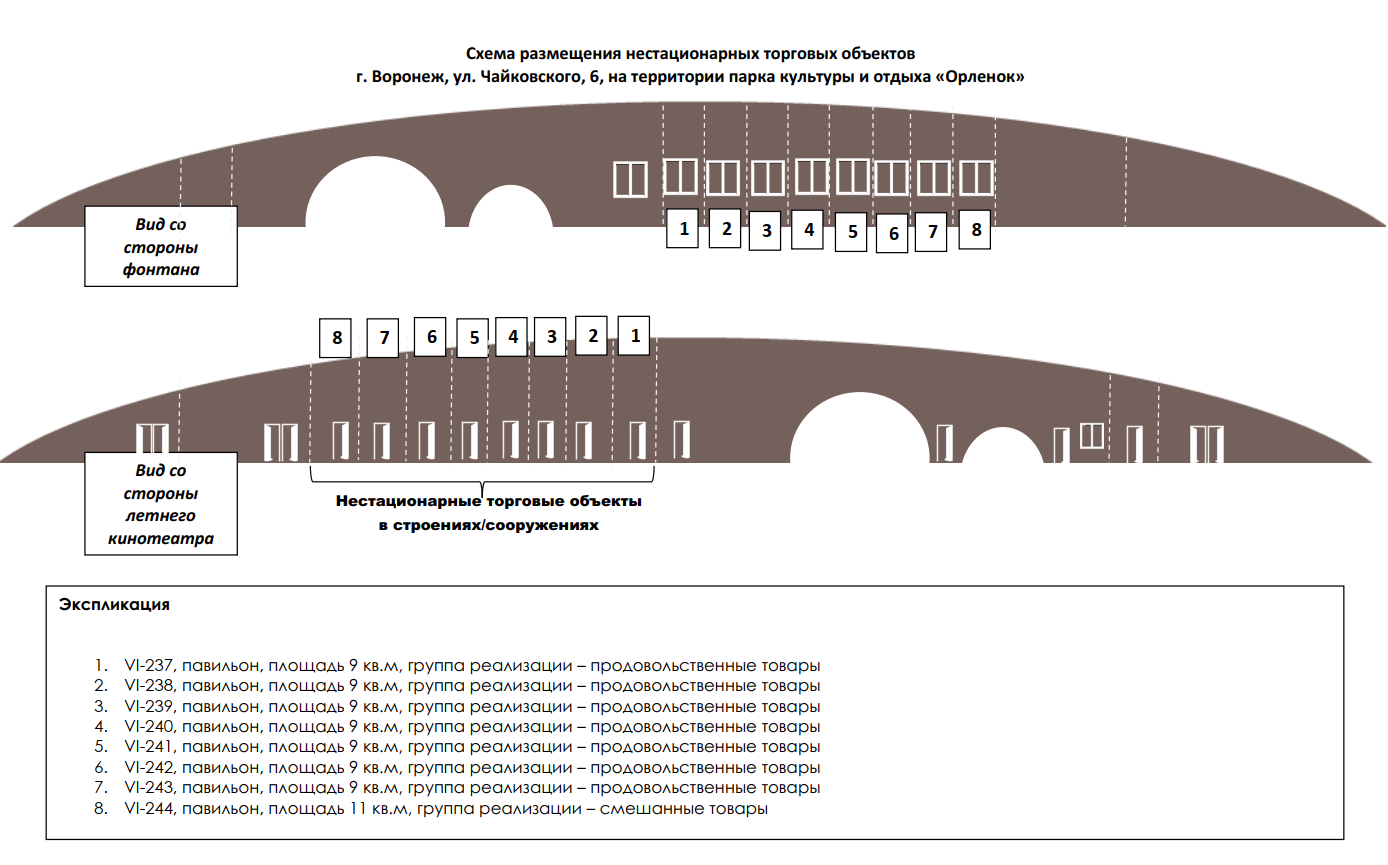 Схема размещения нестационарных торговых объектов
г. Воронеж, ул. Чайковского, 6, на территории парка культуры и отдыха «Орленок»
Вид со
стороны
фонтана
1 2 3 4 5 6 7 8
8 7 6 5 4 3 2 1
Вид со
стороны
летнего
кинотеатра
Нестационарные торговые объекты
в строениях/сооружениях
Экспликация
1. VI-237, павильон, площадь 9 кв.м, группа реализации – продовольственные товары
2. VI-238, павильон, площадь 9 кв.м, группа реализации – продовольственные товары
3. VI-239, павильон, площадь 9 кв.м, группа реализации – продовольственные товары
4. VI-240, павильон, площадь 9 кв.м, группа реализации – продовольственные товары
5. VI-241, павильон, площадь 9 кв.м, группа реализации – продовольственные товары
6. VI-242, павильон, площадь 9 кв.м, группа реализации – продовольственные товары
7. VI-243, павильон, площадь 9 кв.м, группа реализации – продовольственные товары
8. VI-244, павильон, площадь 11 кв.м, группа реализации – смешанные товары